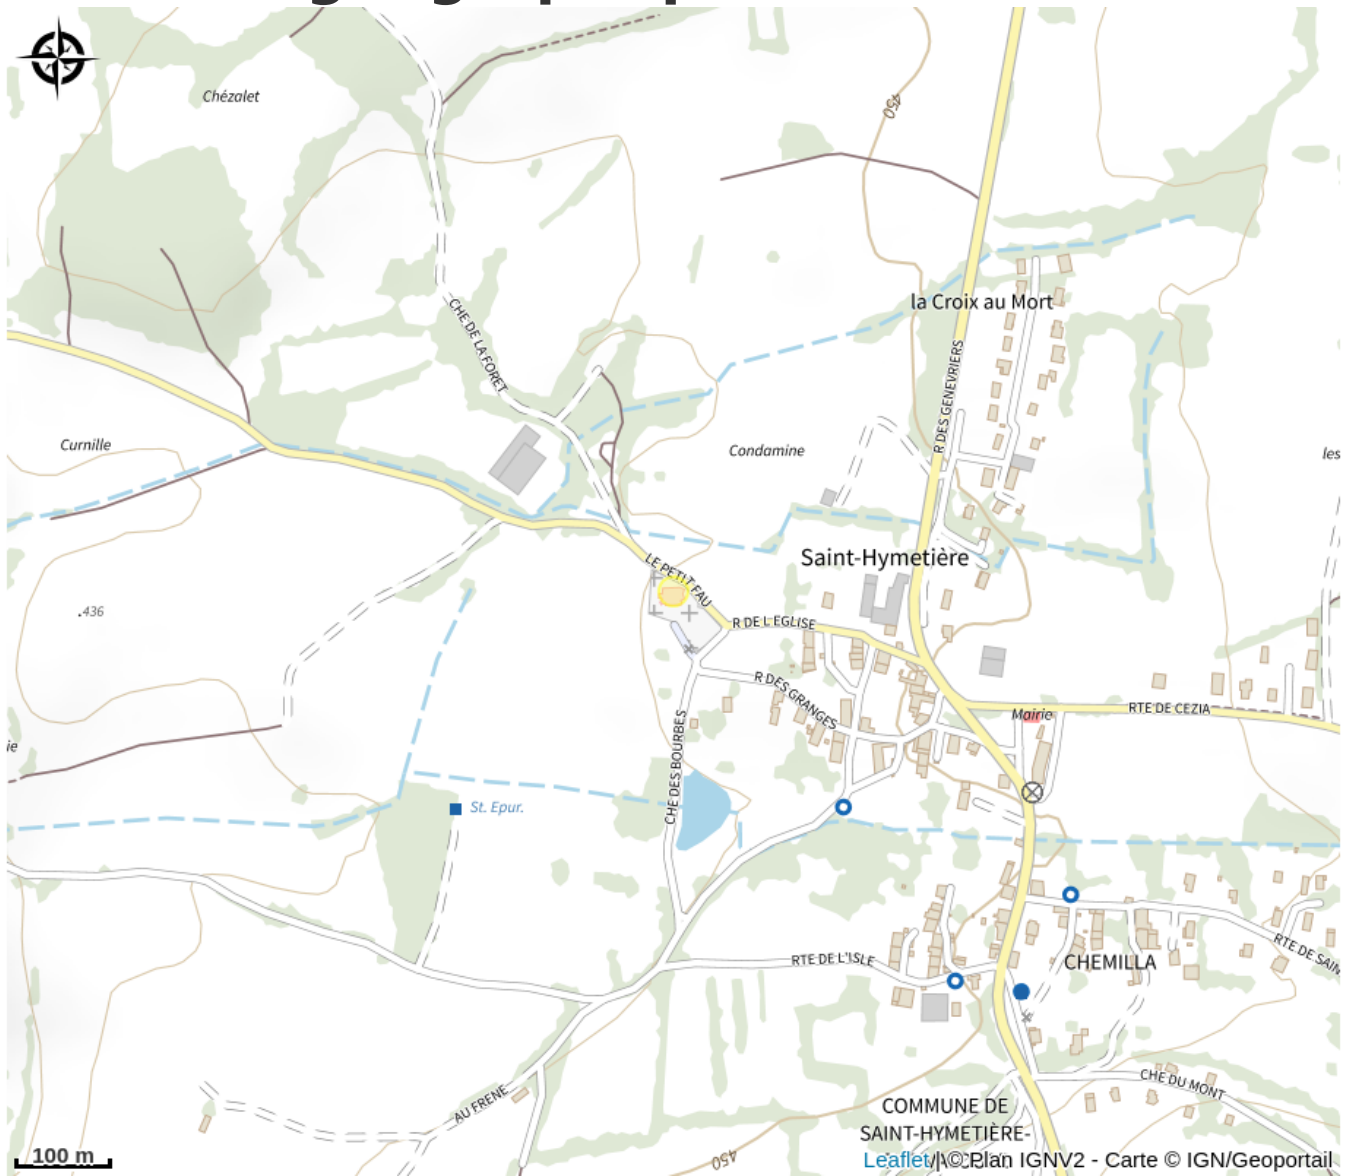 Chézalet
450
la Croix au Mort
CHE DE LA FORET
R DES GENEVRIERS
Curnille
Condamine
les
Saint-Hymetière
LE PETIT FAU
.436
R DE L EGLISE
R DES GRANGES
Mairie
RTE DE CEZIA
CHE DES BOURBES
ie
St. Epur.
RTE DE L'ISLE
CHEMILLA
RTE DE SAIN
CHE DU MONT
AU FRENE
COMMUNE DE
SAINT-HYMETIÈRE-
450
100 m
Leaflet | © Plan IGNV2 - Carte © IGN/Geoportail